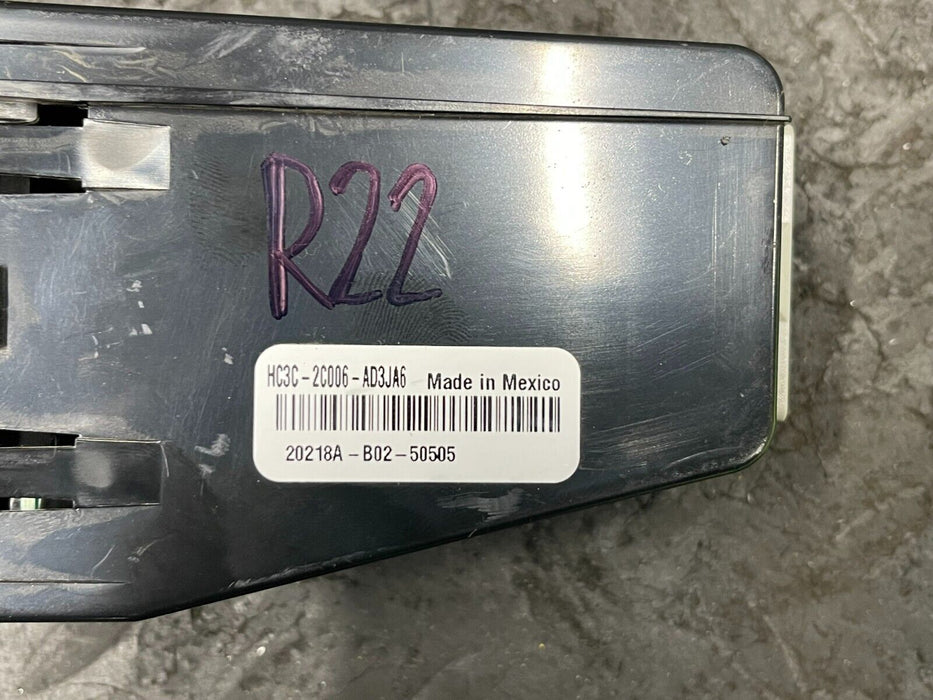 R22
HC3C-2C006-AD3JA6 Made in Mexico
20218A-B02-50505